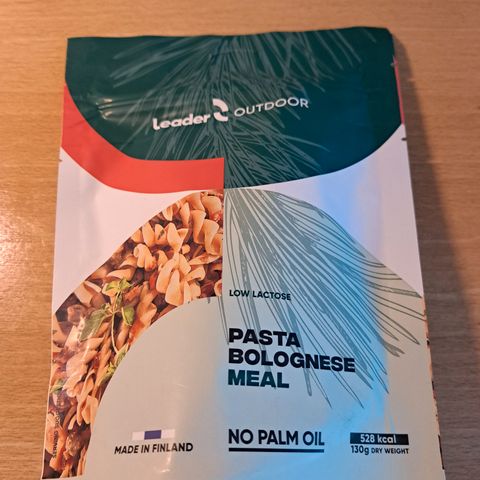 Leader OUTDOOR
LOW LACTOSE
PASTA
BOLOGNESE
MEAL
MADE IN FINLAND
NO PALM OIL
528 kcal
130g DRY WEIGHT